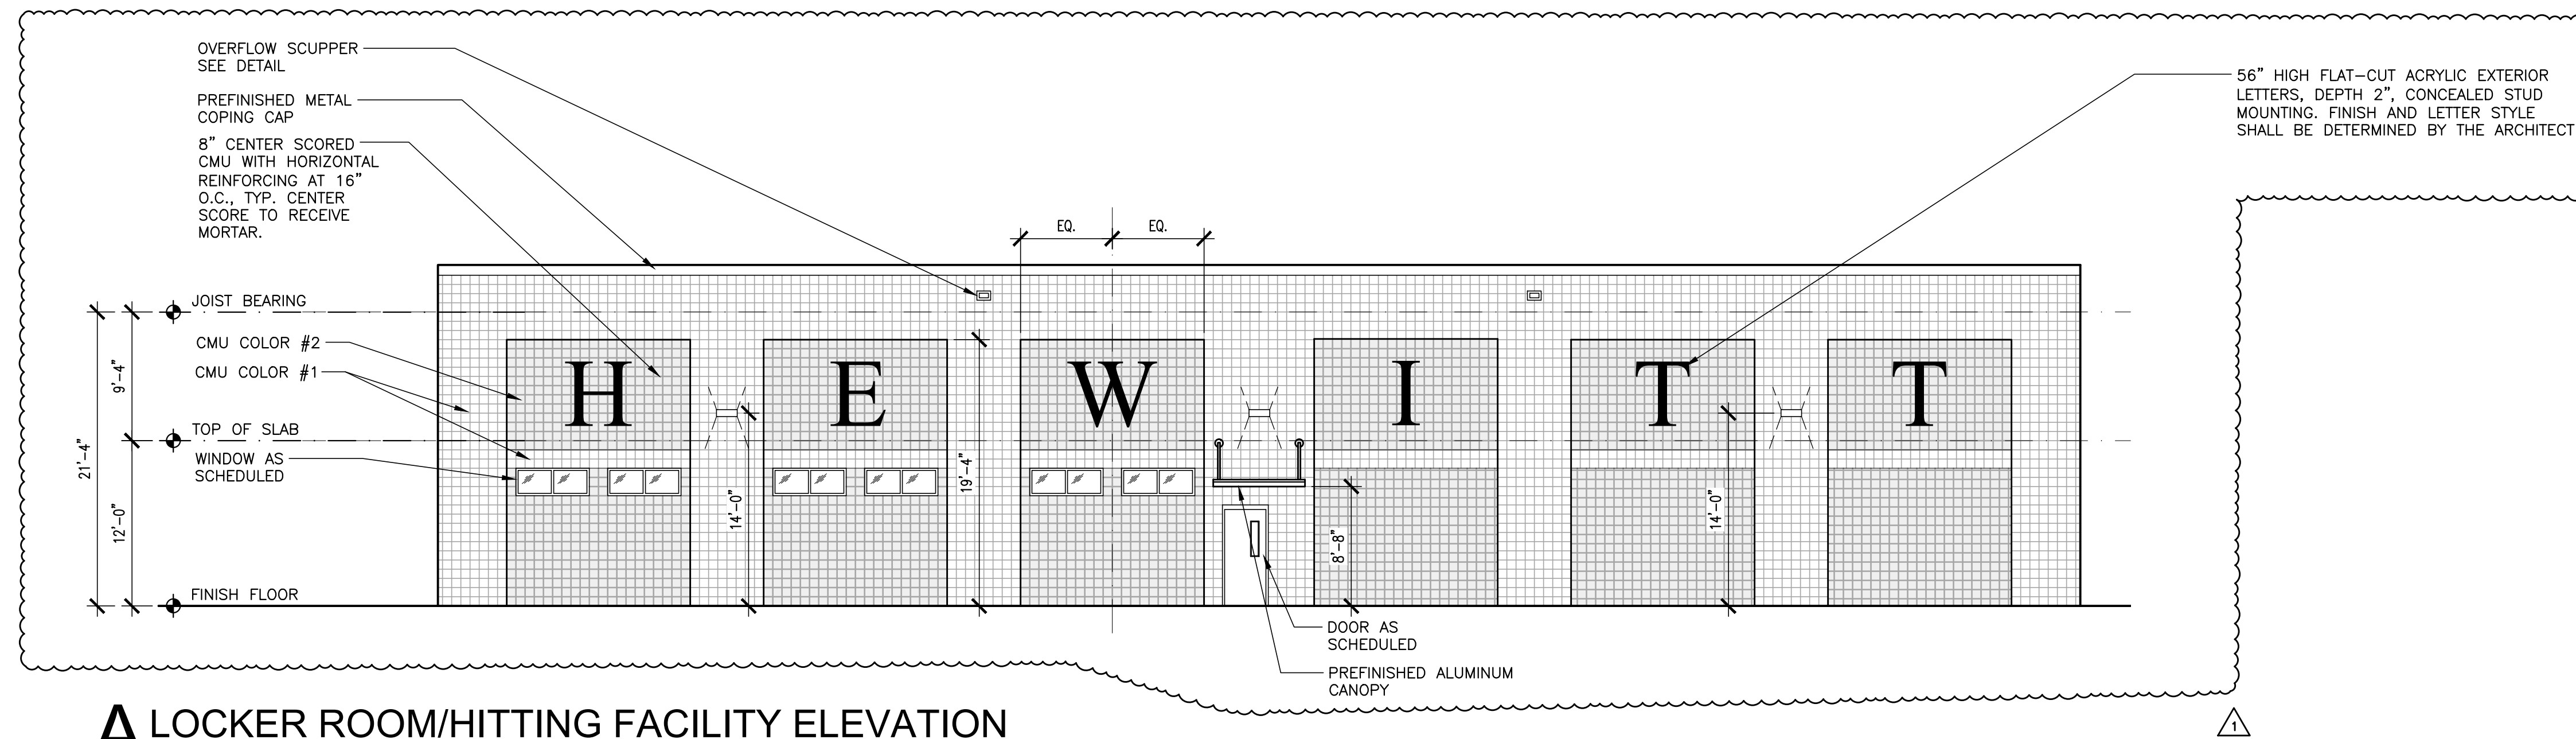 OVERFLOW SCUPPER
SEE DETAIL
PREFINISHED METAL
COPING CAP
8" CENTER SCORED
CMU WITH HORIZONTAL
REINFORCING AT 16"
O.C., TYP. CENTER
SCORE TO RECEIVE
MORTAR.
56" HIGH FLAT-CUT ACRYLIC EXTERIOR
LETTERS, DEPTH 2", CONCEALED STUD
MOUNTING. FINISH AND LETTER STYLE
SHALL BE DETERMINED BY THE ARCHITECT
EQ. EQ.
JOIST BEARING
CMU COLOR #2
CMU COLOR #1
9'-4"
H E W I T T
TOP OF SLAB
21'-4"
WINDOW AS
SCHEDULED
19'-4"
14'-0"
14'-0"
12'-0"
8'-8"
FINISH FLOOR
DOOR AS
SCHEDULED
PREFINISHED ALUMINUM
CANOPY
LOCKER ROOM/HITTING FACILITY ELEVATION
1